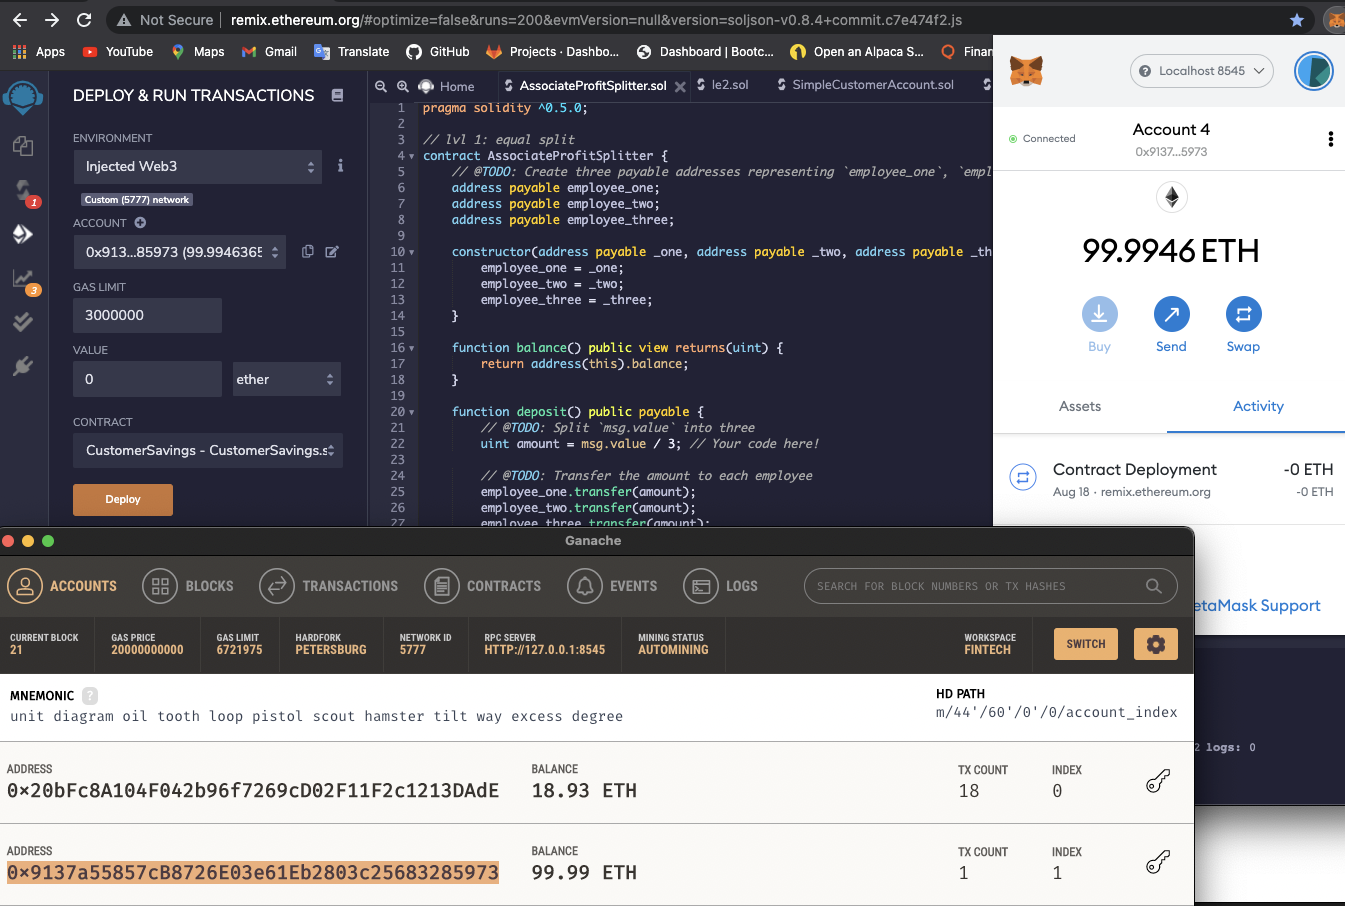 Not Secure | remix.ethereum.org/#optimize=false&runs=200&evmVersion=null&version=soljson-v0.8.4+commit.c7e474f2.js
Apps YouTube Maps Gmail Translate GitHub Projects · Dashbo... Dashboard | Bootc... Open an Alpaca S... Finan
DEPLOY & RUN TRANSACTIONS
ENVIRONMENT
Injected Web3
i
Custom (5777) network
ACCOUNT
0x913...85973 (99.9946365
GAS LIMIT
3000000
VALUE
0 ether
CONTRACT
CustomerSavings - CustomerSavings.s
Deploy
1
3
Home AssociateProfitSplitter.sol le2.sol SimpleCustomerAccount.sol
1 pragma solidity ^0.5.0;
2
3 // lvl 1: equal split
4 contract AssociateProfitSplitter {
5 // @TODO: Create three payable addresses representing `employee_one`, `empl
6 address payable employee_one;
7 address payable employee_two;
8 address payable employee_three;
9
10 constructor(address payable _one, address payable _two, address payable _th
11 employee_one = _one;
12 employee_two = _two;
13 employee_three = _three;
14 }
15
16 function balance() public view returns(uint) {
17 return address(this).balance;
18 }
19
20 function deposit() public payable {
21 // @TODO: Split `msg.value` into three
22 uint amount = msg.value / 3; // Your code here!
23
24 // @TODO: Transfer the amount to each employee
25 employee_one.transfer(amount);
26 employee_two.transfer(amount);
27 employee_three.transfer(amount);
Localhost 8545
Connected
Account 4
0x9137...5973
99.9946 ETH
Buy Send Swap
Assets Activity
Contract Deployment -0 ETH
Aug 18 · remix.ethereum.org -0 ETH
etaMask Support
2 logs: 0
Ganache
ACCOUNTS BLOCKS TRANSACTIONS CONTRACTS EVENTS LOGS
SEARCH FOR BLOCK NUMBERS OR TX HASHES
CURRENT BLOCK GAS PRICE GAS LIMIT HARDFORK NETWORK ID RPC SERVER MINING STATUS WORKSPACE
21 20000000000 6721975 PETERSBURG 5777 HTTP://127.0.0.1:8545 AUTOMINING FINTECH
SWITCH
MNEMONIC ? HD PATH
unit diagram oil tooth loop pistol scout hamster tilt way excess degree m/44'/60'/0'/0/account_index
ADDRESS BALANCE TX COUNT INDEX
0×20bFc8A104F042b96f7269cD02F11F2c1213DAdE 18.93 ETH 18 0
ADDRESS BALANCE TX COUNT INDEX
0×9137a55857cB8726E03e61Eb2803c25683285973 99.99 ETH 1 1